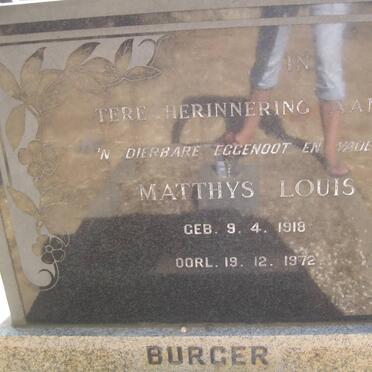 IN
TERE HERINNERING AAN
'N DIERBARE EGGENOOT EN VADER
MATTHYS LOUIS
GEB. 9. 4. 1918
OORL. 19. 12. 1972
BURGER